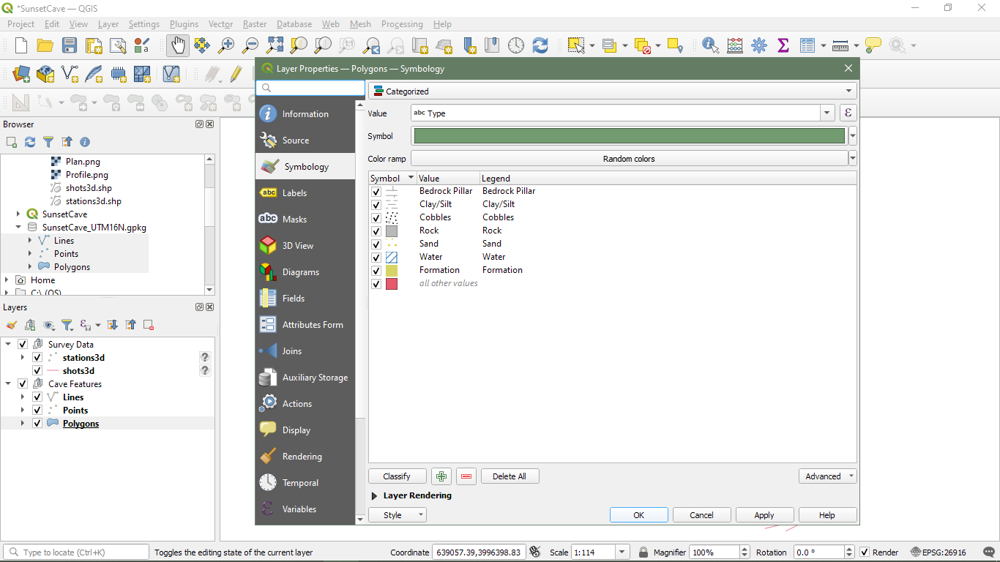 *SunsetCave — QGIS
Project Edit View Layer Settings Plugins Vector Raster Database Web Mesh Processing Help
Layer Properties — Polygons — Symbology
Information
Source
Symbology
abc Labels
abc Masks
3D View
Diagrams
Fields
Attributes Form
Joins
Auxiliary Storage
Actions
Display
Rendering
Temporal
ε Variables
Categorized
Value abc Type ε
Symbol
Color ramp Random colors
Symbol Value Legend
Bedrock Pillar Bedrock Pillar
Clay/Silt Clay/Silt
Cobbles Cobbles
Rock Rock
Sand Sand
Water Water
Formation Formation
all other values
Classify Delete All Advanced
Layer Rendering
Style OK Cancel Apply Help
Browser
Plan.png
Profile.png
shots3d.shp
stations3d.shp
SunsetCave
SunsetCave_UTM16N.gpkg
Lines
Points
Polygons
Home
C:\ (OS)
Layers
Survey Data
stations3d ?
shots3d ?
Cave Features
Lines
Points
Polygons
Type to locate (Ctrl+K) Toggles the editing state of the current layer Coordinate 639057.39,3996398.83 Scale 1:114 Magnifier 100% Rotation 0.0 ° Render EPSG:26916